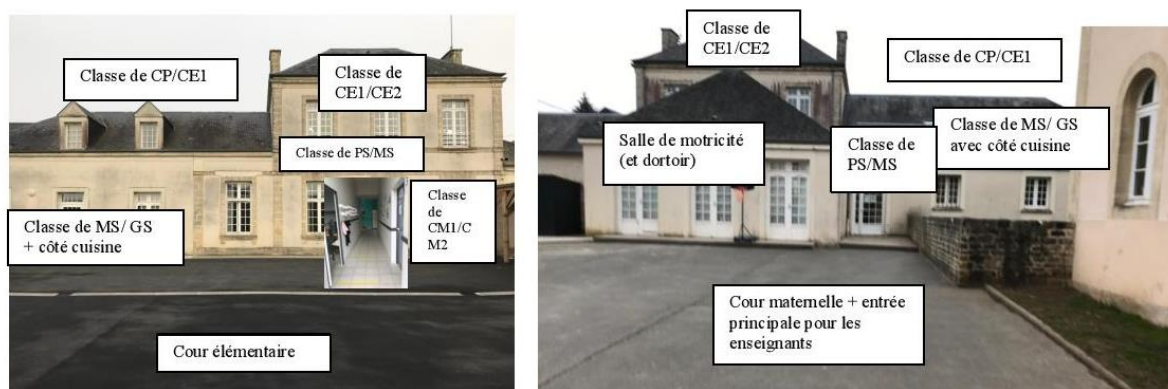 Classe de CP/CE1
Classe de
CE1/CE2
Classe de PS/MS
Classe de MS/ GS
+ côté cuisine
Classe
de
CM1/C
M2
Cour élémentaire
Classe de
CE1/CE2
Classe de CP/CE1
Salle de motricité
(et dortoir)
Classe de
PS/MS
Classe de MS/ GS
avec côté cuisine
Cour maternelle + entrée
principale pour les
enseignants